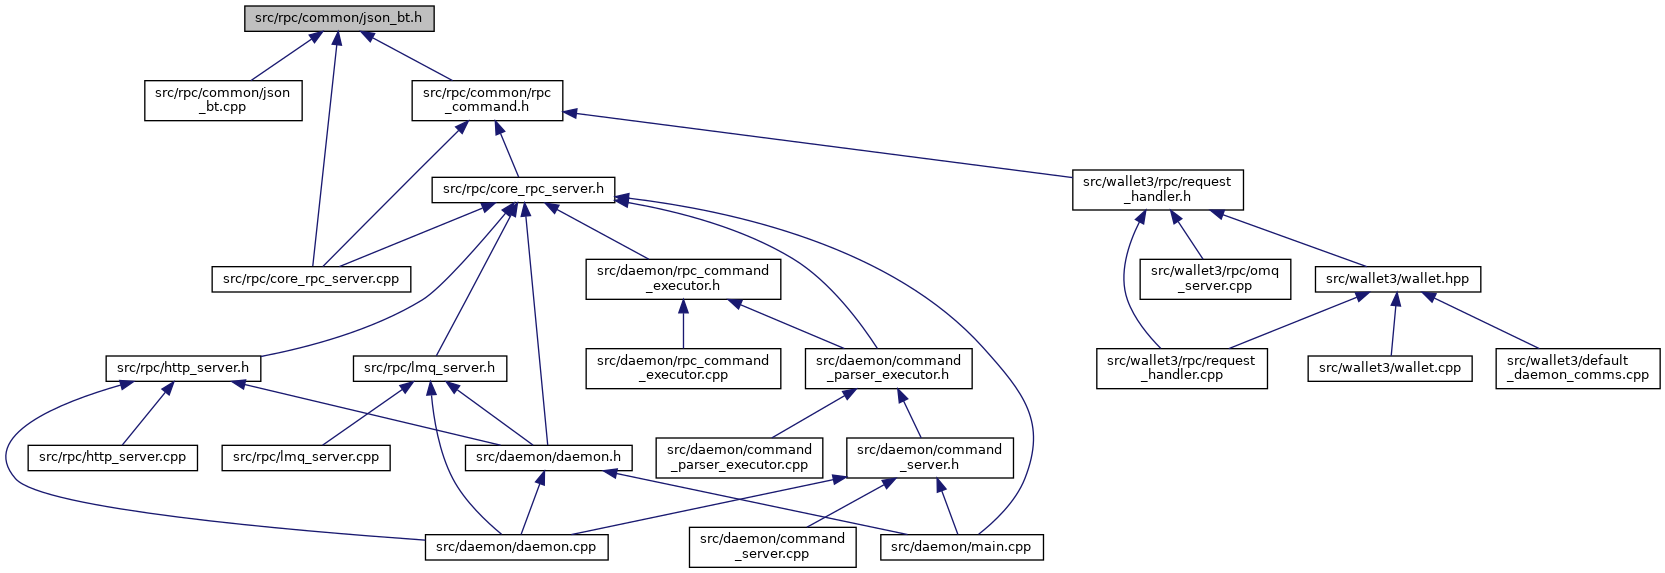 src/rpc/common/json_bt.h
src/rpc/common/json
_bt.cpp
src/rpc/common/rpc
_command.h
src/rpc/core_rpc_server.h
src/wallet3/rpc/request
_handler.h
src/rpc/core_rpc_server.cpp
src/daemon/rpc_command
_executor.h
src/wallet3/rpc/omq
_server.cpp
src/wallet3/wallet.hpp
src/rpc/http_server.h
src/rpc/lmq_server.h
src/daemon/rpc_command
_executor.cpp
src/daemon/command
_parser_executor.h
src/wallet3/rpc/request
_handler.cpp
src/wallet3/wallet.cpp
src/wallet3/default
_daemon_comms.cpp
src/rpc/http_server.cpp
src/rpc/lmq_server.cpp
src/daemon/daemon.h
src/daemon/command
_parser_executor.cpp
src/daemon/command
_server.h
src/daemon/daemon.cpp
src/daemon/command
_server.cpp
src/daemon/main.cpp